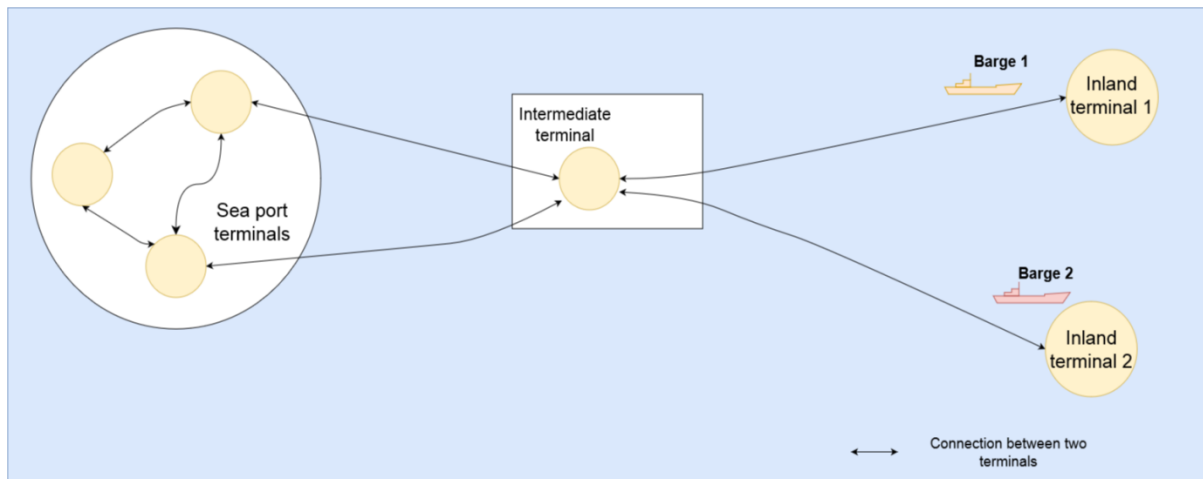 Barge 1
Inland
terminal 1
Intermediate
terminal
Sea port
terminals
Barge 2
Inland
terminal 2
Connection between two
terminals